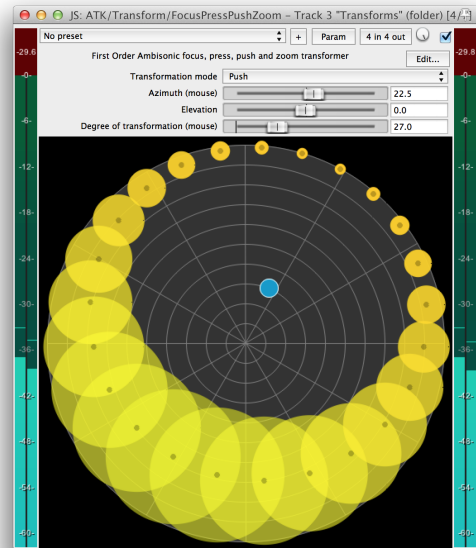 JS: ATK/Transform/FocusPressPushZoom – Track 3 "Transforms" (folder) [4/
No preset + Param 4 in 4 out
-29.6 First Order Ambisonic focus, press, push and zoom transformer Edit... -29.8
Transformation mode Push
-0- -0-
Azimuth (mouse) 22.5
Elevation 0.0
-6- -6-
Degree of transformation (mouse) 27.0
-12- -12-
-18- -18-
-24- -24-
-30- -30-
-36- -36-
-42- -42-
-48- -48-
-54- -54-
-60- -60-